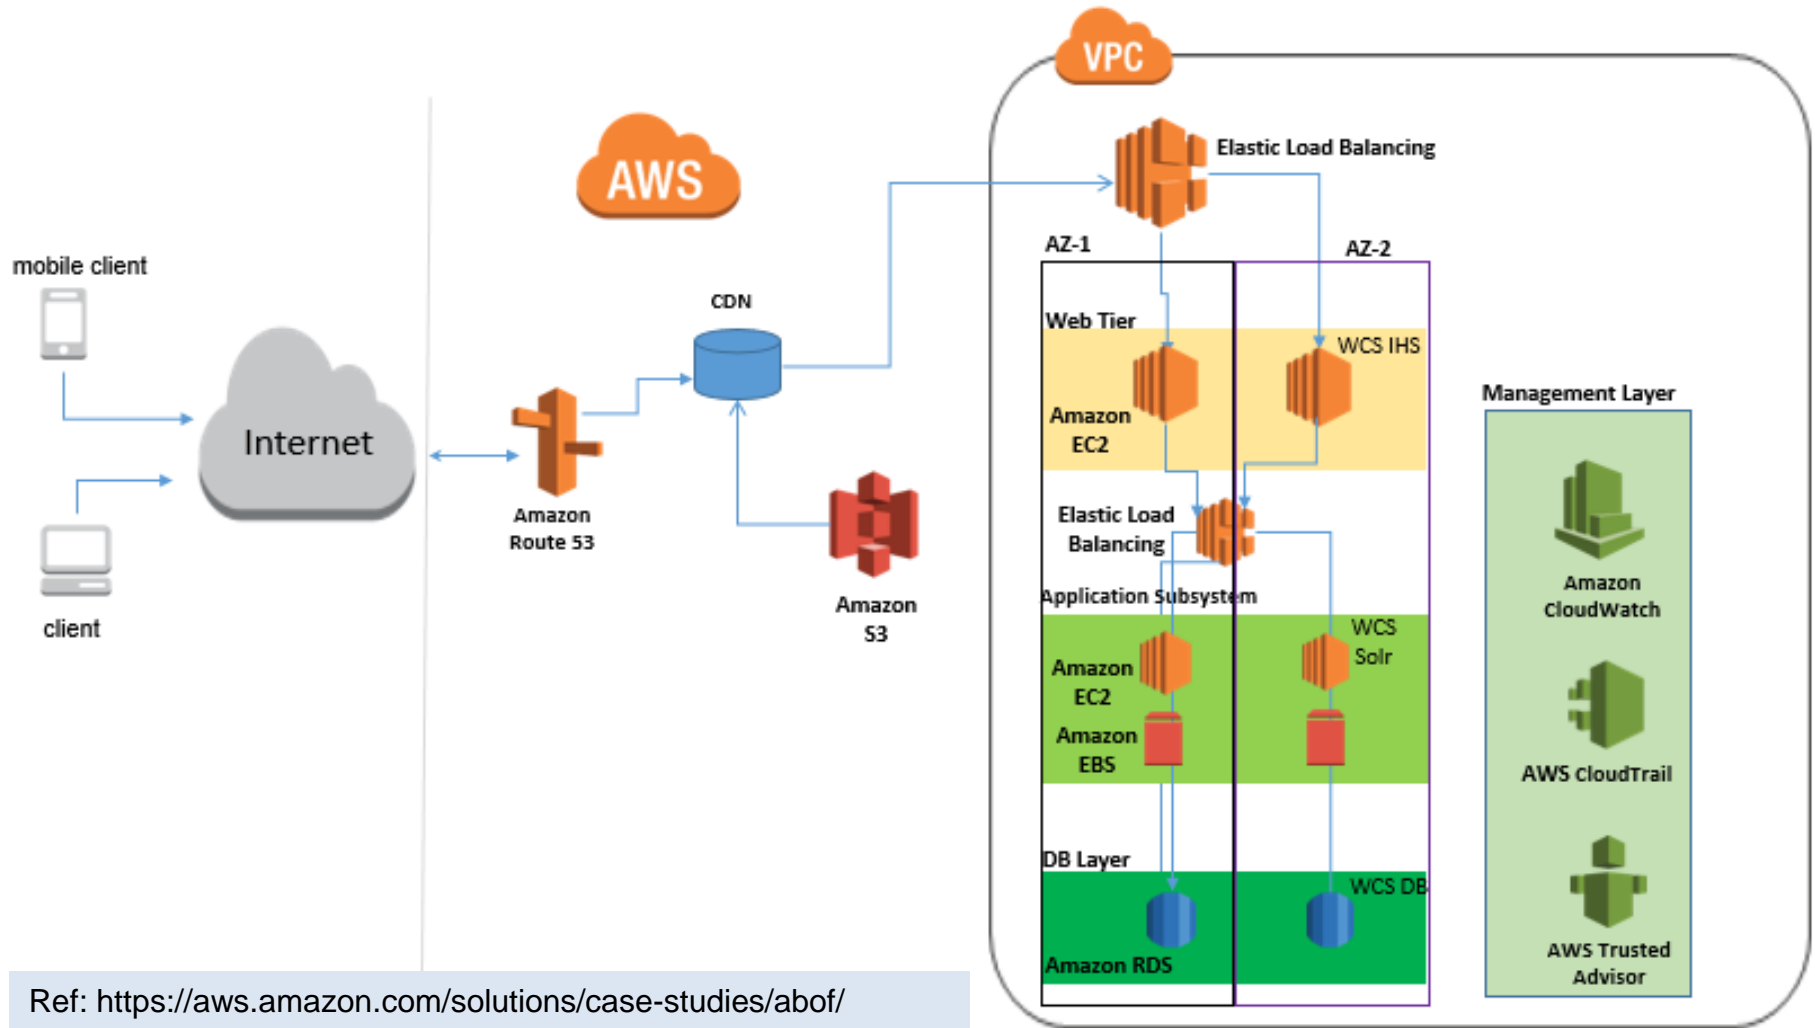 VPC
Elastic Load Balancing
AWS
AZ-1
AZ-2
mobile client
CDN
Web Tier
WCS IHS
Management Layer
Amazon
EC2
Internet
Amazon
Route 53
Elastic Load
Balancing
Amazon
CloudWatch
Application Subsystem
Amazon
S3
client
WCS
Solr
Amazon
EC2
Amazon
EBS
AWS CloudTrail
DB Layer
WCS DB
AWS Trusted
Advisor
Amazon RDS
Ref: https://aws.amazon.com/solutions/case-studies/abof/